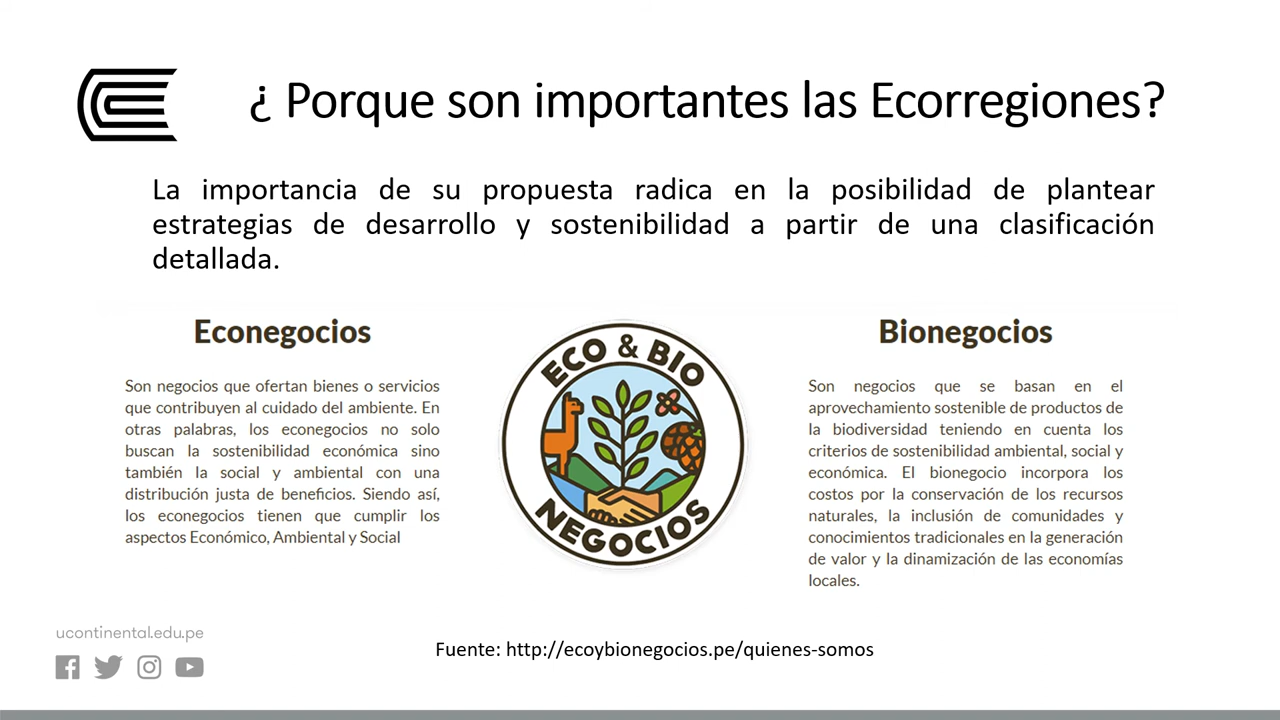 ¿ Porque son importantes las Ecorregiones?
La importancia de su propuesta radica en la posibilidad de plantear
estrategias de desarrollo y sostenibilidad a partir de una clasificación
detallada.
Econegocios
Son negocios que ofertan bienes o servicios
que contribuyen al cuidado del ambiente. En
otras palabras, los econegocios no solo
buscan la sostenibilidad económica sino
también la social y ambiental con una
distribución justa de beneficios. Siendo así,
los econegocios tienen que cumplir los
aspectos Económico, Ambiental y Social
ECO & BIO
NEGOCIOS
Bionegocios
Son negocios que se basan en el
aprovechamiento sostenible de productos de
la biodiversidad teniendo en cuenta los
criterios de sostenibilidad ambiental, social y
económica. El bionegocio incorpora los
costos por la conservación de los recursos
naturales, la inclusión de comunidades y
conocimientos tradicionales en la generación
de valor y la dinamización de las economías
locales.
ucontinental.edu.pe
Fuente: http://ecoybionegocios.pe/quienes-somos